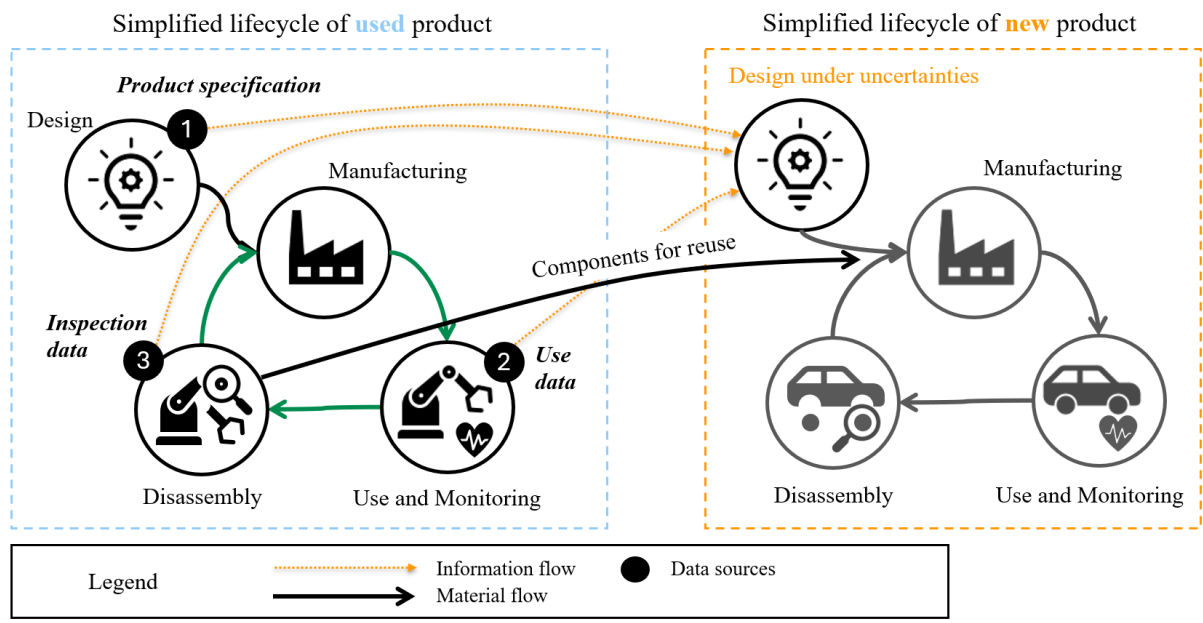 Simplified lifecycle of used product
Simplified lifecycle of new product
Product specification
Design
1
Manufacturing
Inspection
data
3
2
Use
data
Disassembly
Use and Monitoring
Components for reuse
Design under uncertainties
Manufacturing
Disassembly
Use and Monitoring
Legend
Information flow
Material flow
Data sources